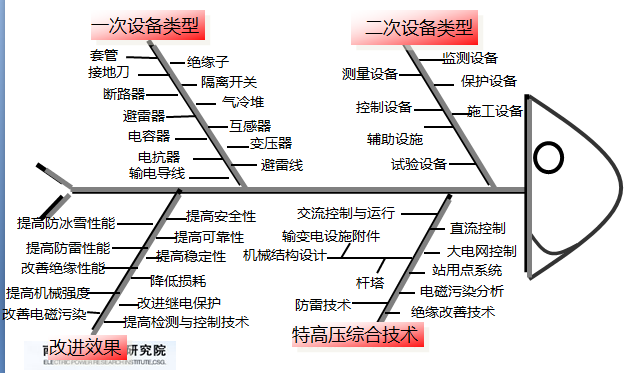 一次设备类型
二次设备类型
套管
绝缘子
接地刀
隔离开关
断路器
气冷堆
避雷器
互感器
电容器
变压器
电抗器
避雷线
输电导线
监测设备
测量设备
保护设备
控制设备
施工设备
辅助设施
试验设备
提高防冰雪性能
提高安全性
提高可靠性
提高防雷性能
提高稳定性
改善绝缘性能
降低损耗
提高机械强度
改进继电保护
改善电磁污染
提高检测与控制技术
交流控制与运行
直流控制
输变电设施附件
大电网控制
机械结构设计
站用点系统
杆塔
电磁污染分析
防雷技术
绝缘改善技术
改进效果
研究院
ELECTRIC POWER RESEARCH INSTITUTE,CSG.
特高压综合技术